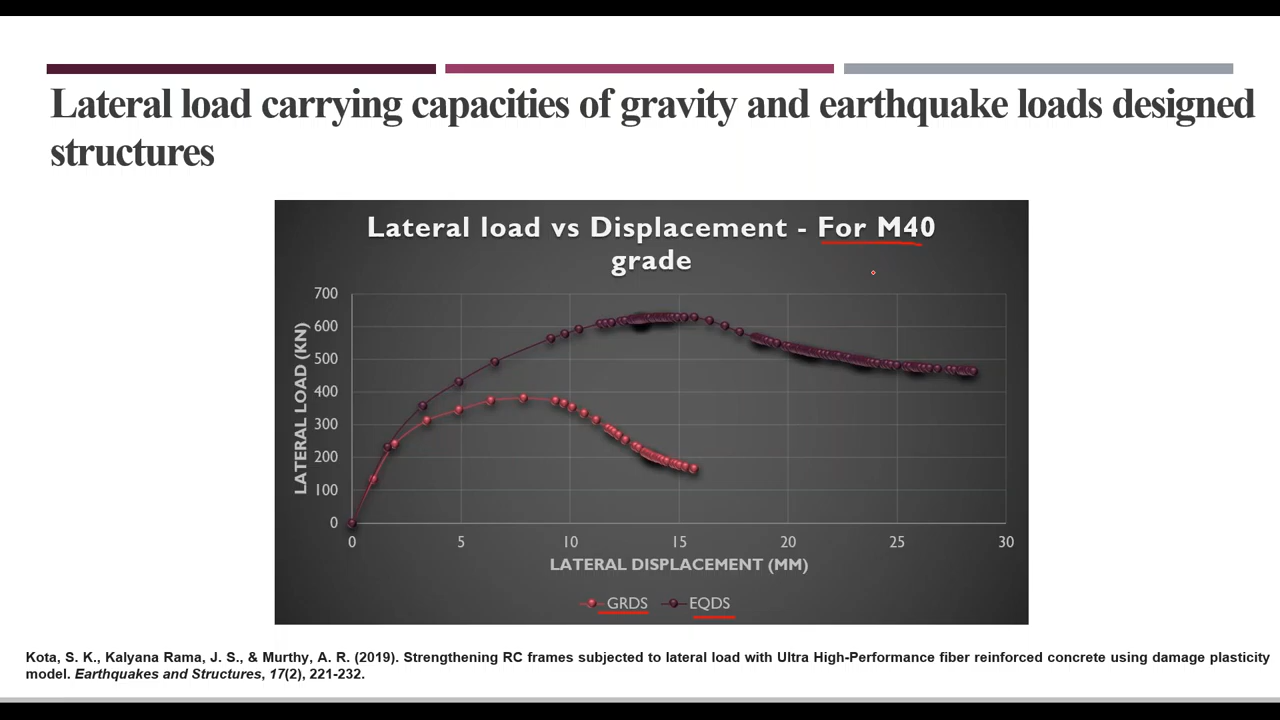 Lateral load carrying capacities of gravity and earthquake loads designed
structures
Lateral load vs Displacement - For M40
grade
700
600
500
400
300
200
100
0
LATERAL LOAD (KN)
0 5 10 15 20 25 30
LATERAL DISPLACEMENT (MM)
GRDS EQDS
Kota, S. K., Kalyana Rama, J. S., & Murthy, A. R. (2019). Strengthening RC frames subjected to lateral load with Ultra High-Performance fiber reinforced concrete using damage plasticity
model. Earthquakes and Structures, 17(2), 221-232.